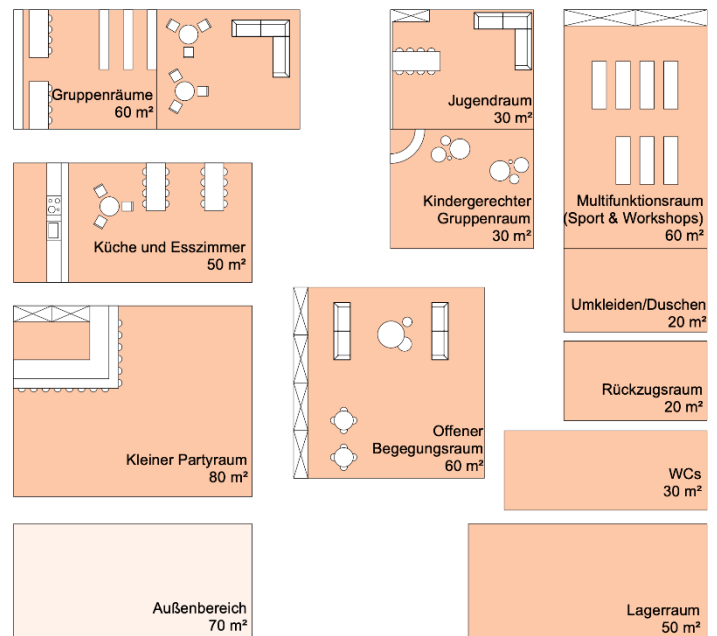 Gruppenräume
60 m²
Jugendraum
30 m²
Kindergerechter
Gruppenraum
30 m²
Multifunktionsraum
(Sport & Workshops)
60 m²
Küche und Esszimmer
50 m²
Umkleiden/Duschen
20 m²
Rückzugsraum
20 m²
Kleiner Partyraum
80 m²
Offener
Begegungsraum
60 m²
WCs
30 m²
Außenbereich
70 m²
Lagerraum
50 m²